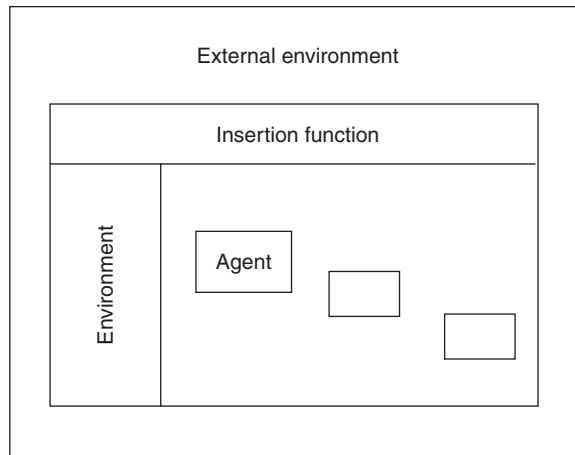 External environment
Insertion function
Environment
Agent